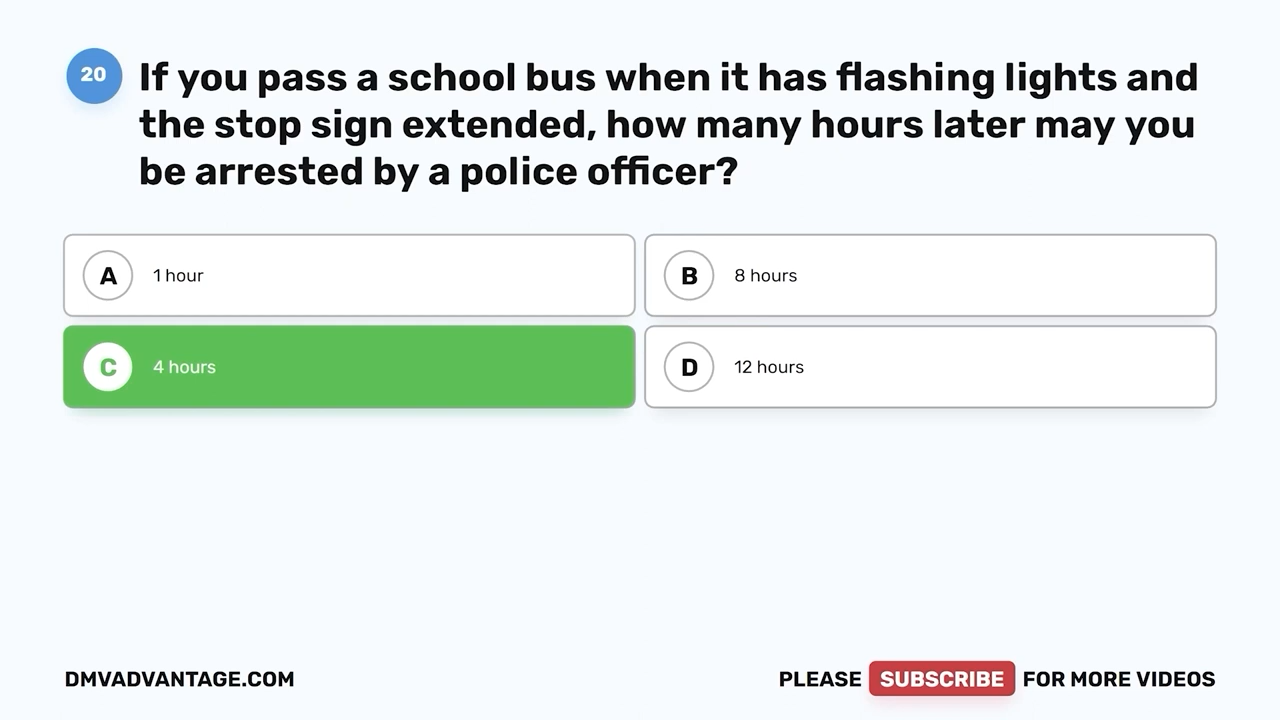 20
If you pass a school bus when it has flashing lights and
the stop sign extended, how many hours later may you
be arrested by a police officer?
A 1 hour
B 8 hours
C 4 hours
D 12 hours
DMVADVANTAGE.COM
PLEASE SUBSCRIBE FOR MORE VIDEOS